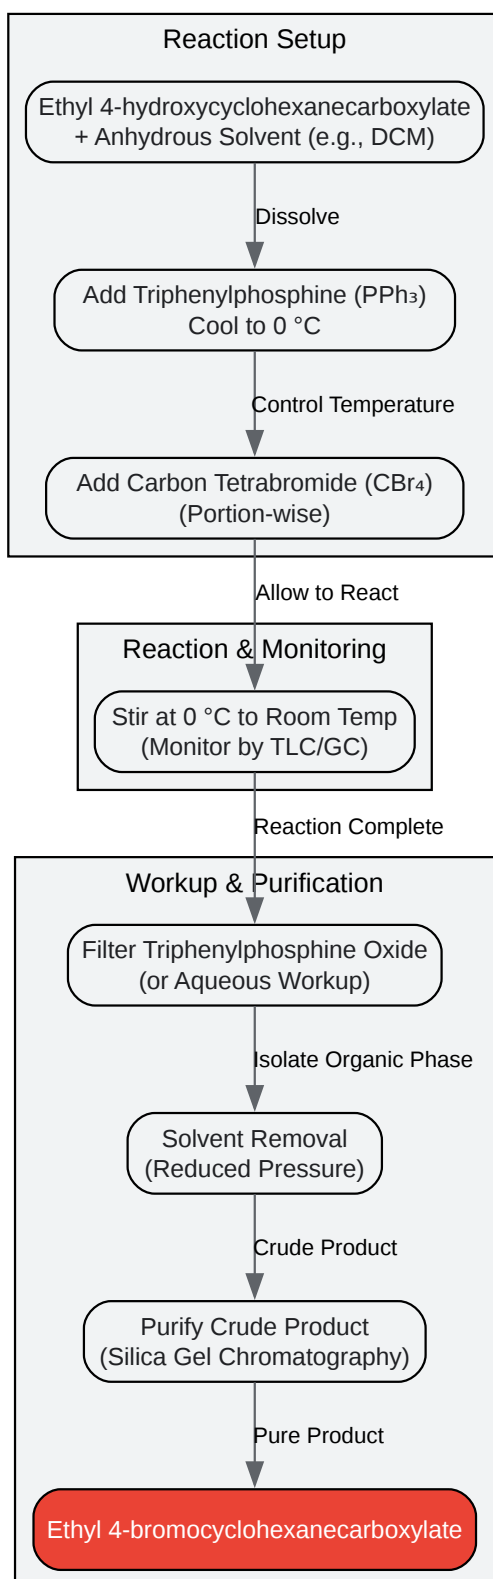 Reaction Setup
Ethyl 4-hydroxycyclohexanecarboxylate
+ Anhydrous Solvent (e.g., DCM)
Dissolve
Add Triphenylphosphine (PPh₃)
Cool to 0 °C
Control Temperature
Add Carbon Tetrabromide (CBr₄)
(Portion-wise)
Allow to React
Reaction & Monitoring
Stir at 0 °C to Room Temp
(Monitor by TLC/GC)
Reaction Complete
Workup & Purification
Filter Triphenylphosphine Oxide
(or Aqueous Workup)
Isolate Organic Phase
Solvent Removal
(Reduced Pressure)
Crude Product
Purify Crude Product
(Silica Gel Chromatography)
Pure Product
Ethyl 4-bromocyclohexanecarboxylate